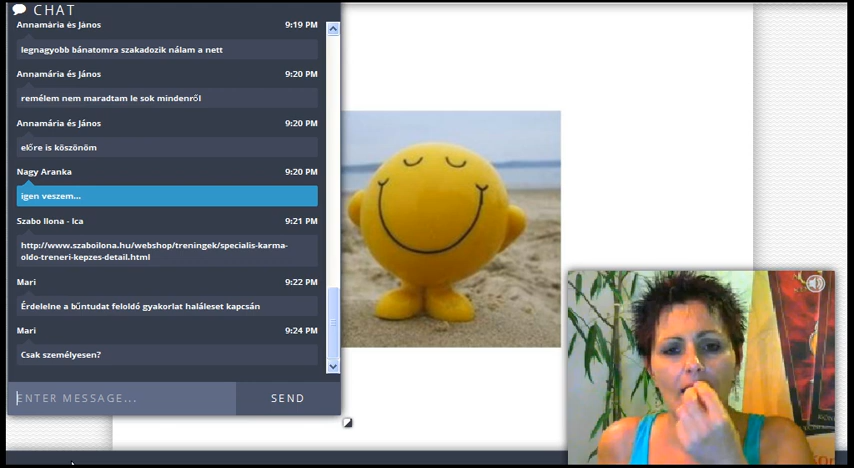 CHAT
Annamária és János 9:19 PM
legnagyobb bánatomra szakadozik nálam a nett
Annamária és János 9:20 PM
remélem nem maradtam le sok mindenről
Annamária és János 9:20 PM
előre is köszönöm
Nagy Aranka 9:20 PM
igen veszem...
Szabo Ilona - Ica 9:21 PM
http://www.szaboilona.hu/webshop/treningek/specialis-karma-
oldo-treneri-kepzes-detail.html
Mari 9:22 PM
Érdelelne a bűntudat feloldó gyakorlat haláleset kapcsán
Mari 9:24 PM
Csak személyesen?
ENTER MESSAGE... SEND